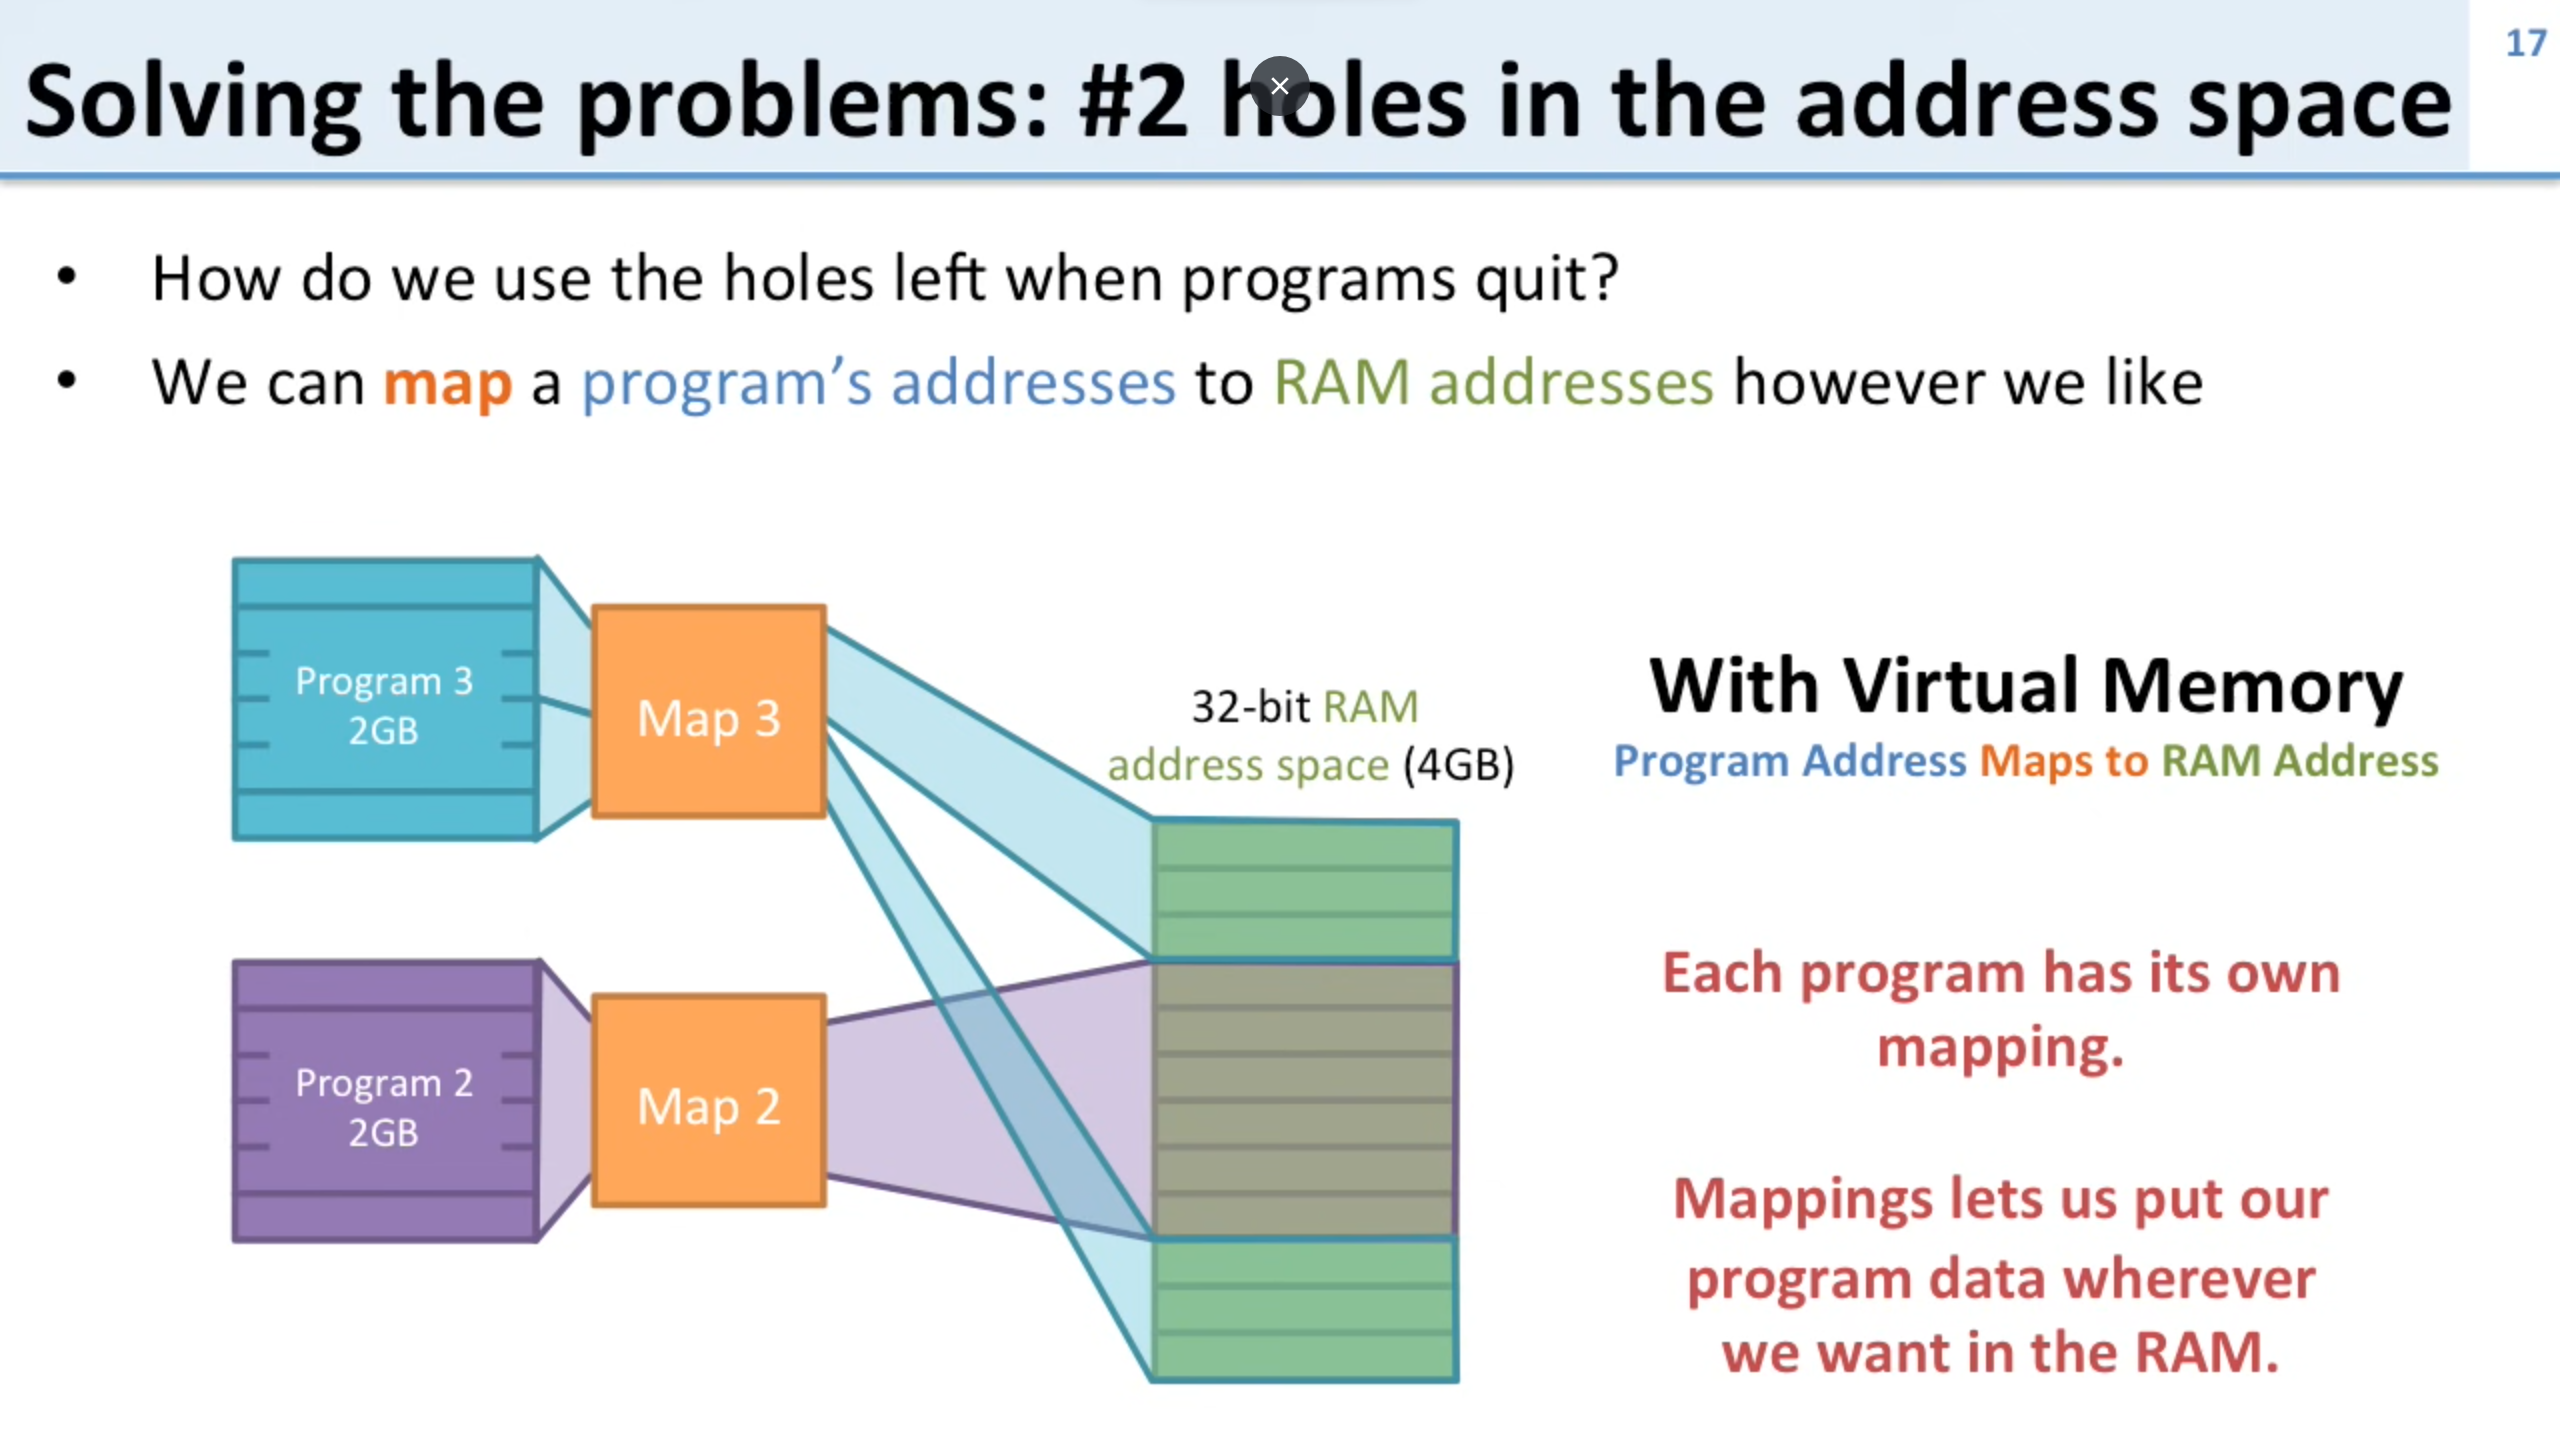 17
Solving the problems: #2 holes in the address space
• How do we use the holes left when programs quit?
• We can map a program’s addresses to RAM addresses however we like
Program 3
2GB
Map 3
Program 2
2GB
Map 2
32-bit RAM
address space (4GB)
With Virtual Memory
Program Address Maps to RAM Address
Each program has its own
mapping.
Mappings lets us put our
program data wherever
we want in the RAM.